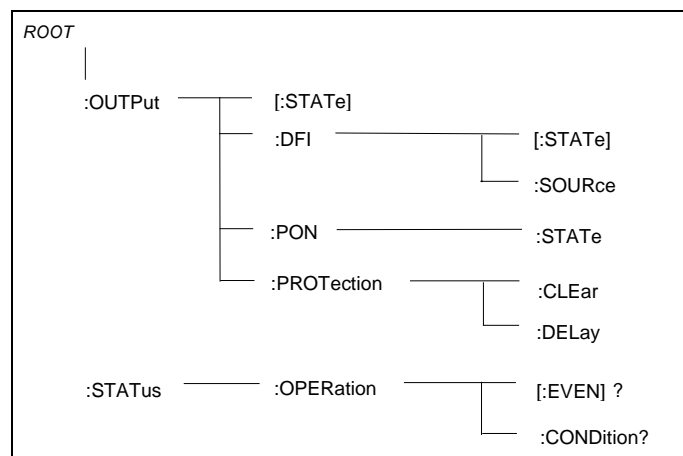 ROOT
:OUTPut [:STATe]
:DFI [:STATe]
:SOURce
:PON :STATe
:PROTection :CLEar
:DELay
:STATus :OPERation [:EVEN] ?
:CONDition?